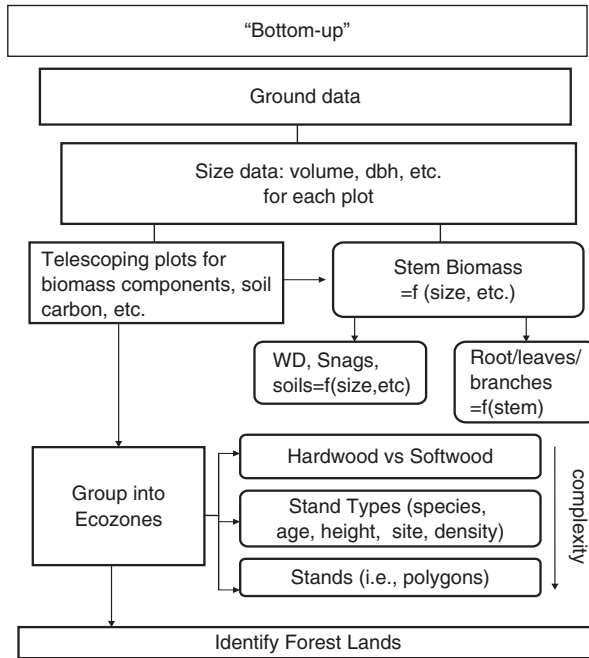 “Bottom-up”
Ground data
Size data: volume, dbh, etc.
for each plot
Telescoping plots for
biomass components, soil
carbon, etc.
Stem Biomass
=f (size, etc.)
WD, Snags,
soils=f(size,etc)
Root/leaves/
branches
=f(stem)
Group into
Ecozones
Hardwood vs Softwood
Stand Types (species,
age, height, site, density)
Stands (i.e., polygons)
complexity
Identify Forest Lands